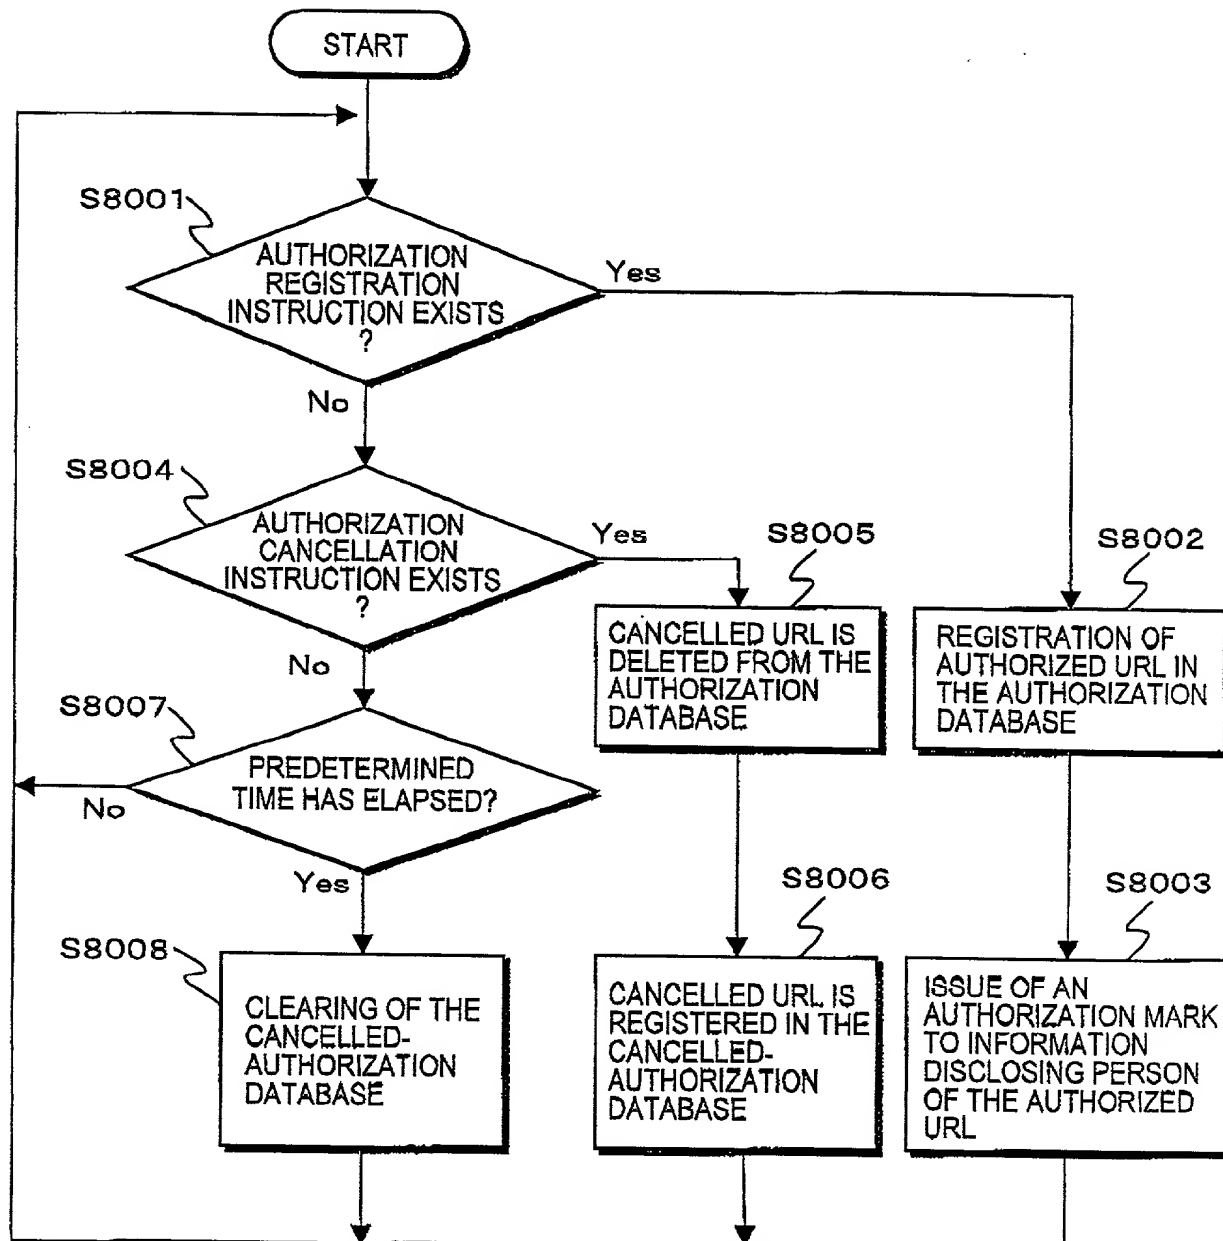 START
S8001
AUTHORIZATION
REGISTRATION
INSTRUCTION EXISTS
?
Yes
No
S8004
AUTHORIZATION
CANCELLATION
INSTRUCTION EXISTS
?
Yes
No
S8005
CANCELLED URL IS
DELETED FROM THE
AUTHORIZATION
DATABASE
S8002
REGISTRATION OF
AUTHORIZED URL IN
THE AUTHORIZATION
DATABASE
S8007
PREDETERMINED
TIME HAS ELAPSED?
No
Yes
S8008
CLEARING OF THE
CANCELLED-
AUTHORIZATION
DATABASE
S8006
CANCELLED URL IS
REGISTERED IN THE
CANCELLED-
AUTHORIZATION
DATABASE
S8003
ISSUE OF AN
AUTHORIZATION MARK
TO INFORMATION
DISCLOSING PERSON
OF THE AUTHORIZED
URL